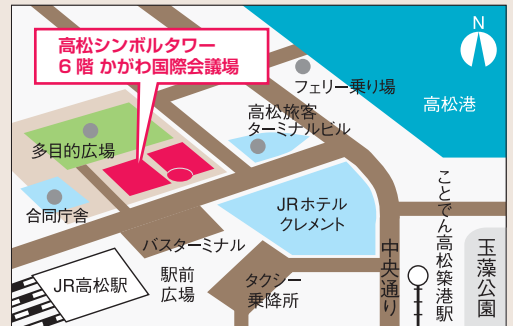 高松シンボルタワー
6階 かがわ国際会議場
N
フェリー乗り場
高松港
高松旅客
ターミナルビル
多目的広場
合同庁舎
JRホテル
クレメント
ことでん高松築港駅
玉藻公園
中央通り
バスターミナル
JR高松駅
駅前
広場
タクシー
乗降所